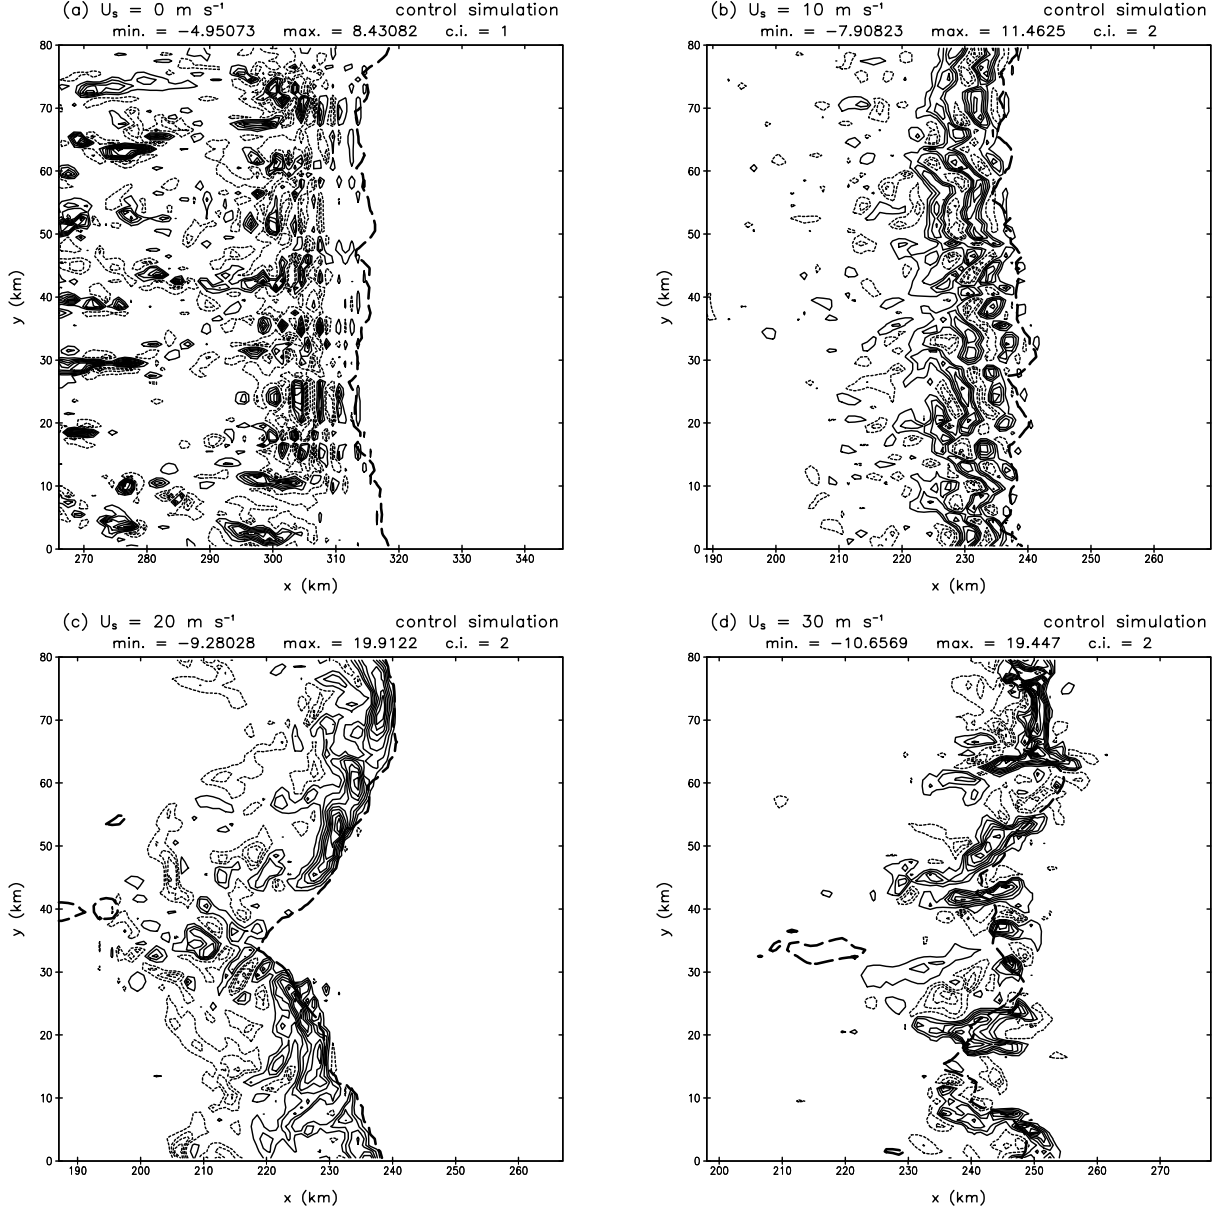 (a) Us = 0 m s⁻¹ control simulation
min. = −4.95073 max. = 8.43082 c.i. = 1
80
70
60
50
40
30
20
10
0
y (km)
270 280 290 300 310 320 330 340
x (km)
(b) Us = 10 m s⁻¹ control simulation
min. = −7.90823 max. = 11.4625 c.i. = 2
80
70
60
50
40
30
20
10
0
y (km)
190 200 210 220 230 240 250 260
x (km)
(c) Us = 20 m s⁻¹ control simulation
min. = −9.28028 max. = 19.9122 c.i. = 2
80
70
60
50
40
30
20
10
0
y (km)
190 200 210 220 230 240 250 260
x (km)
(d) Us = 30 m s⁻¹ control simulation
min. = −10.6569 max. = 19.447 c.i. = 2
80
70
60
50
40
30
20
10
0
y (km)
200 210 220 230 240 250 260 270
x (km)